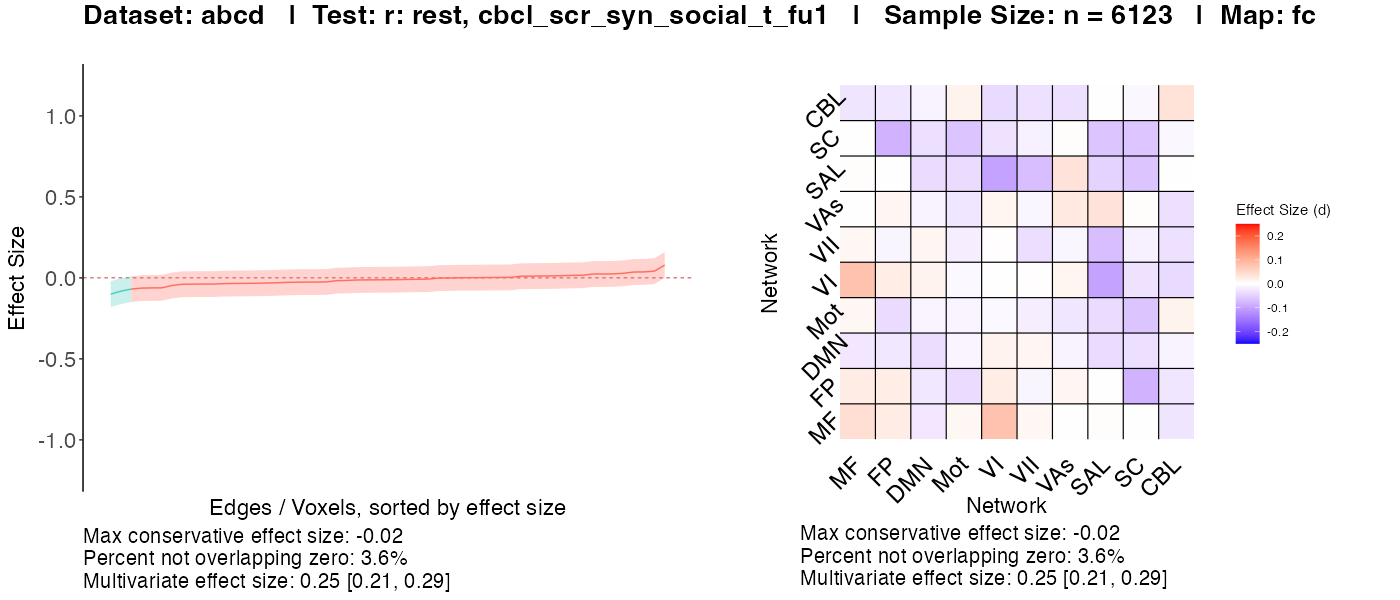 Dataset: abcd | Test: r: rest, cbcl_scr_syn_social_t_fu1 | Sample Size: n = 6123 | Map: fc
Effect Size
1.0
0.5
0.0
-0.5
-1.0
Edges / Voxels, sorted by effect size
Max conservative effect size: -0.02
Percent not overlapping zero: 3.6%
Multivariate effect size: 0.25 [0.21, 0.29]
Network
CBL
SC
SAL
VAs
VII
VI
Mot
DMN
FP
MF
MF FP DMN Mot VI VII VAs SAL SC CBL
Network
Max conservative effect size: -0.02
Percent not overlapping zero: 3.6%
Multivariate effect size: 0.25 [0.21, 0.29]
Effect Size (d)
0.2
0.1
0.0
-0.1
-0.2